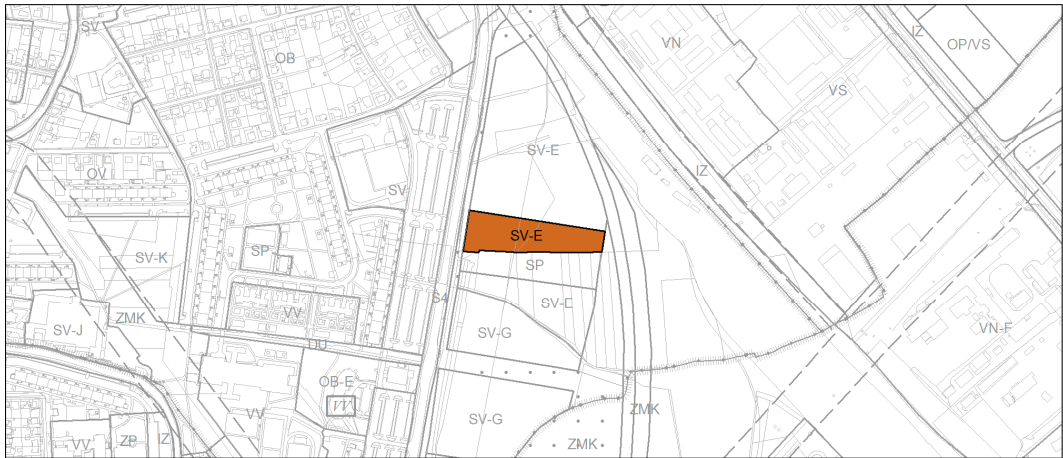 SV
OB
VN
IZ
OP/VS
VS
SV-E
OV
SV
IZ
SV-E
SP
SV-K
SP
S4
SV-D
VV
ZMK
SV-J
SV-G
VN-F
DU
OB-E
VV
VV
ZMK
SV-G
VV
ZP
IZ
ZMK